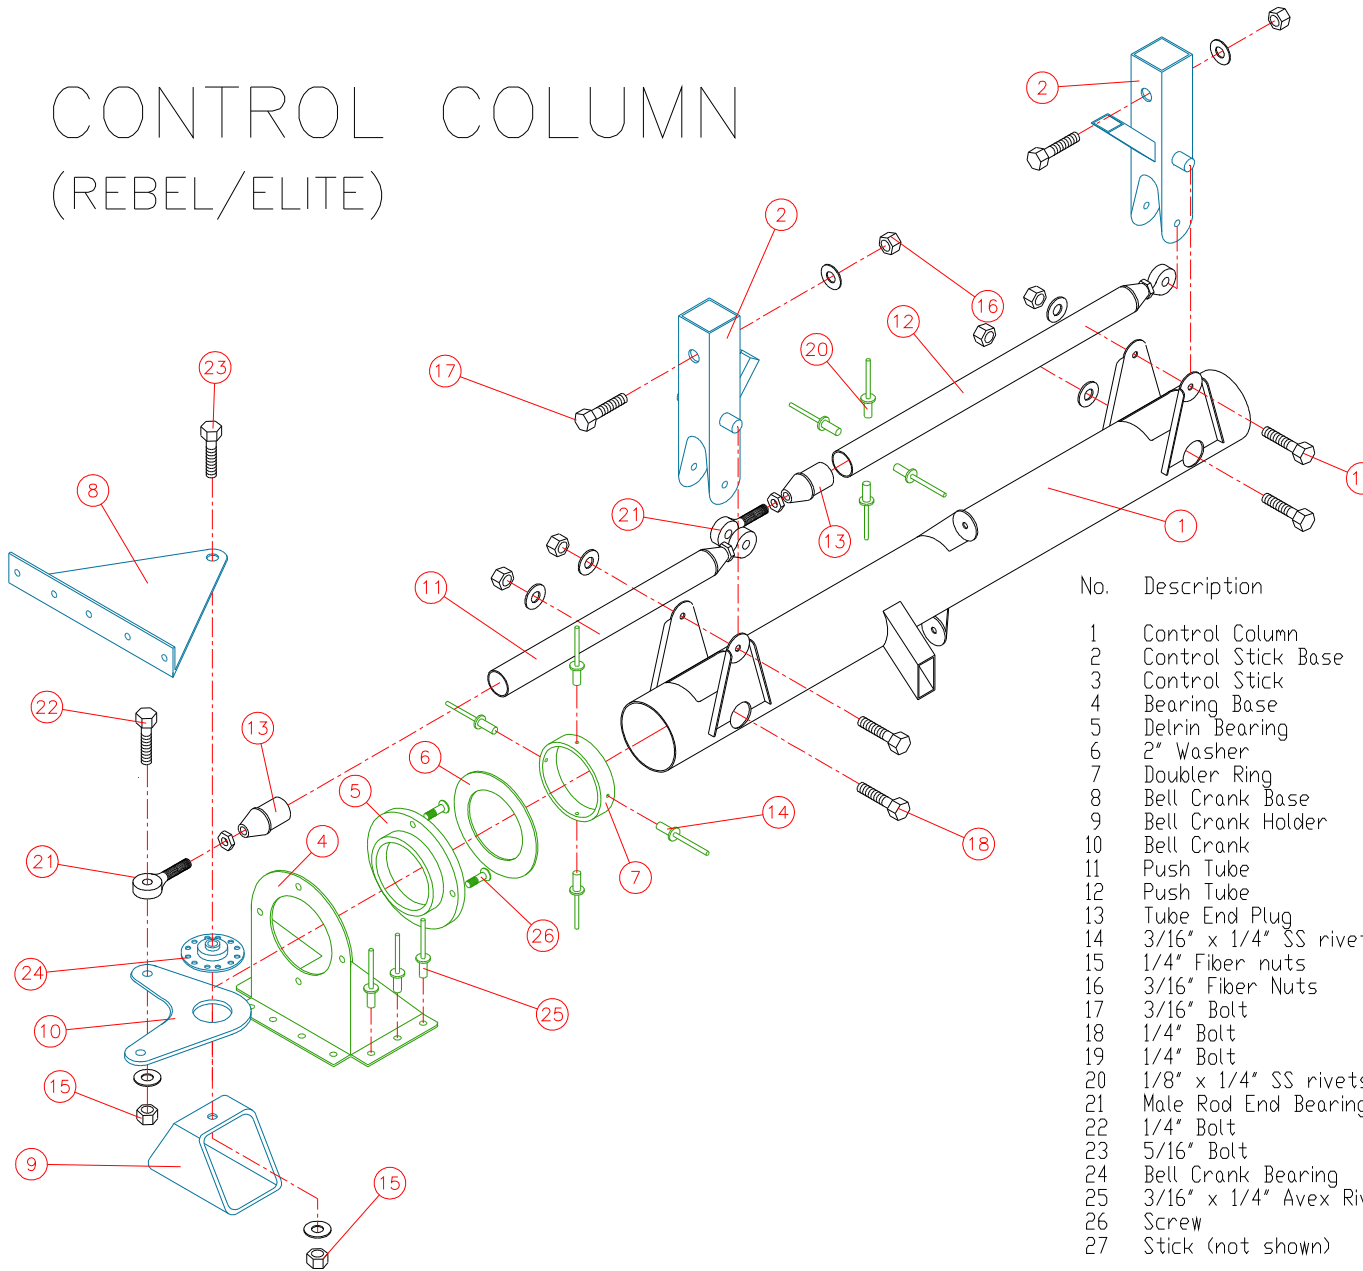 CONTROL COLUMN
(REBEL/ELITE)
2
2
16
12
20
17
23
8
21
13
1
1
11
22
13
6
5
14
4
7
18
21
26
24
25
10
15
9
15
No. Description
1 Control Column
2 Control Stick Base
3 Control Stick
4 Bearing Base
5 Delrin Bearing
6 2" Washer
7 Doubler Ring
8 Bell Crank Base
9 Bell Crank Holder
10 Bell Crank
11 Push Tube
12 Push Tube
13 Tube End Plug
14 3/16" x 1/4" SS rivet
15 1/4" Fiber nuts
16 3/16" Fiber Nuts
17 3/16" Bolt
18 1/4" Bolt
19 1/4" Bolt
20 1/8" x 1/4" SS rivets
21 Male Rod End Bearing
22 1/4" Bolt
23 5/16" Bolt
24 Bell Crank Bearing
25 3/16" x 1/4" Avex Riv
26 Screw
27 Stick (not shown)